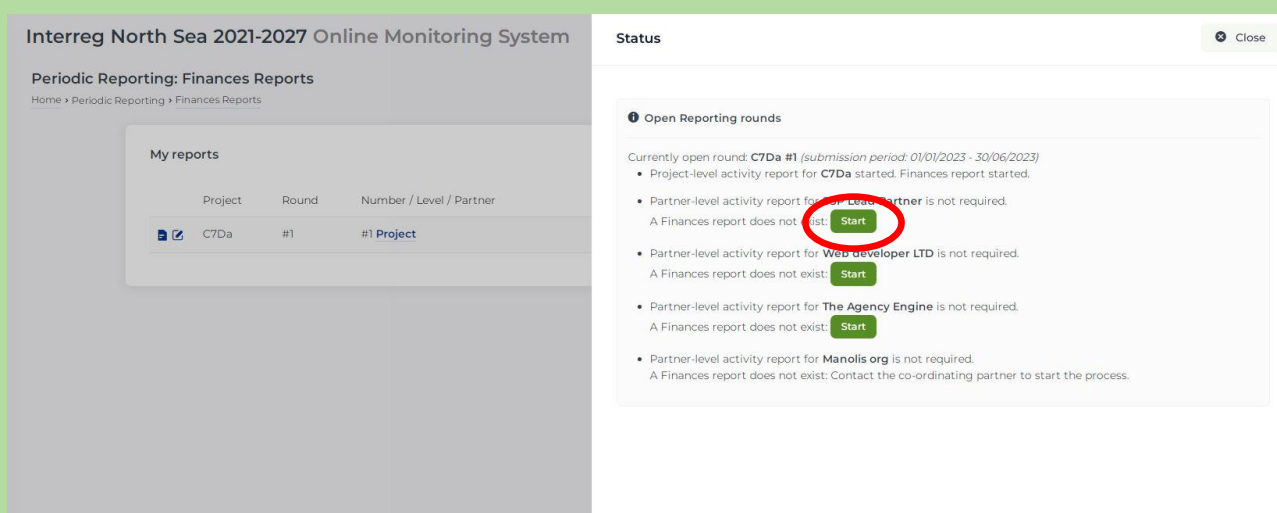 Interreg North Sea 2021-2027 Online Monitoring System
Periodic Reporting: Finances Reports
Home › Periodic Reporting › Finances Reports
My reports
Project Round Number / Level / Partner
C7Da #1 #1 Project
Status
Close
Open Reporting rounds
Currently open round: C7Da #1 (submission period: 01/01/2023 - 30/06/2023)
• Project-level activity report for C7Da started. Finances report started.
• Partner-level activity report for Lead Partner is not required.
A Finances report does not exist: Start
• Partner-level activity report for Web developer LTD is not required.
A Finances report does not exist: Start
• Partner-level activity report for The Agency Engine is not required.
A Finances report does not exist: Start
• Partner-level activity report for Manolis org is not required.
A Finances report does not exist: Contact the co-ordinating partner to start the process.